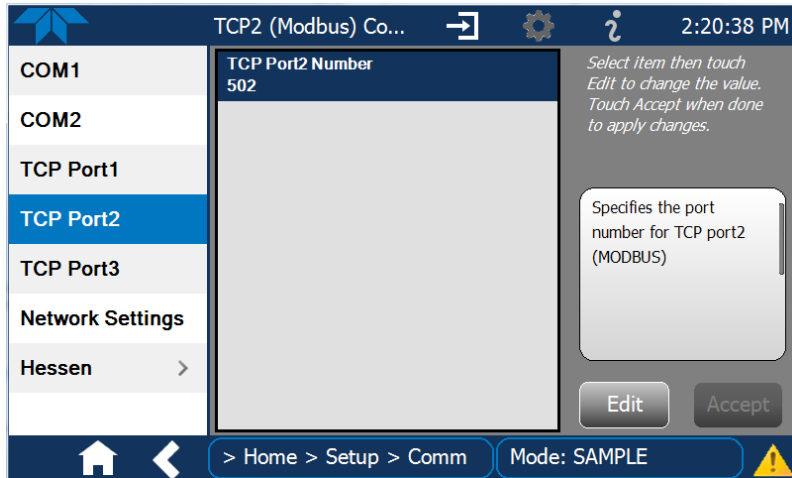 TCP2 (Modbus) Co...
2:20:38 PM
COM1
COM2
TCP Port1
TCP Port2
TCP Port3
Network Settings
Hessen
TCP Port2 Number
502
Select item then touch
Edit to change the value.
Touch Accept when done
to apply changes.
Specifies the port
number for TCP port2
(MODBUS)
Edit
Accept
> Home > Setup > Comm
Mode: SAMPLE